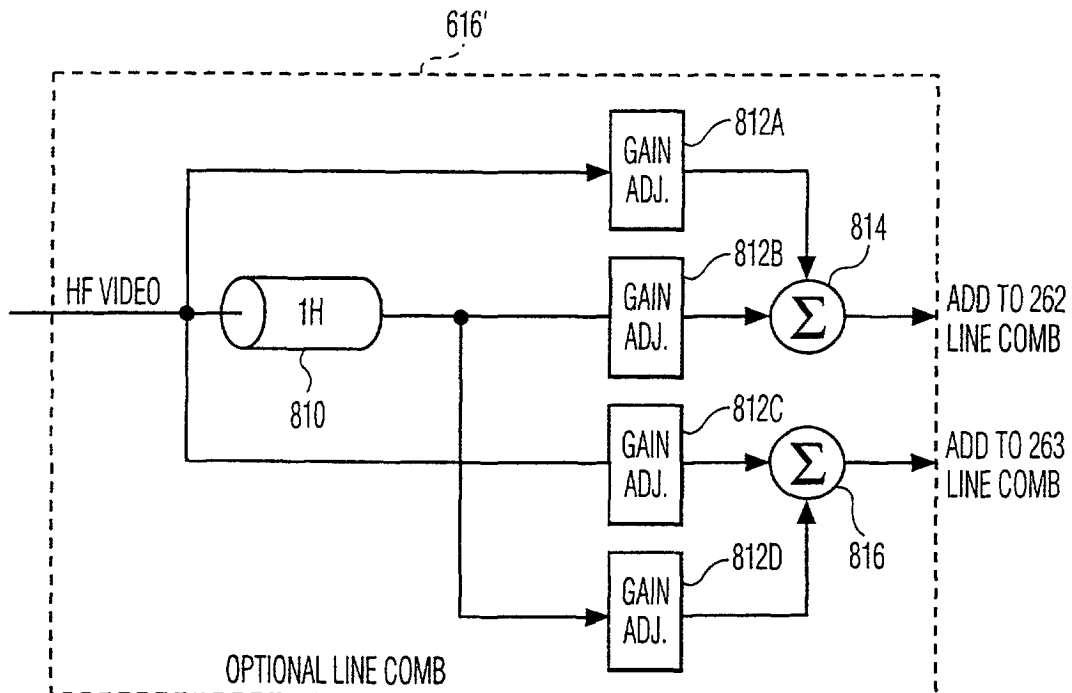 616'
GAIN
ADJ.
812A
814
HF VIDEO
1H
810
GAIN
ADJ.
812B
Σ
ADD TO 262
LINE COMB
GAIN
ADJ.
812C
Σ
816
ADD TO 263
LINE COMB
GAIN
ADJ.
812D
OPTIONAL LINE COMB